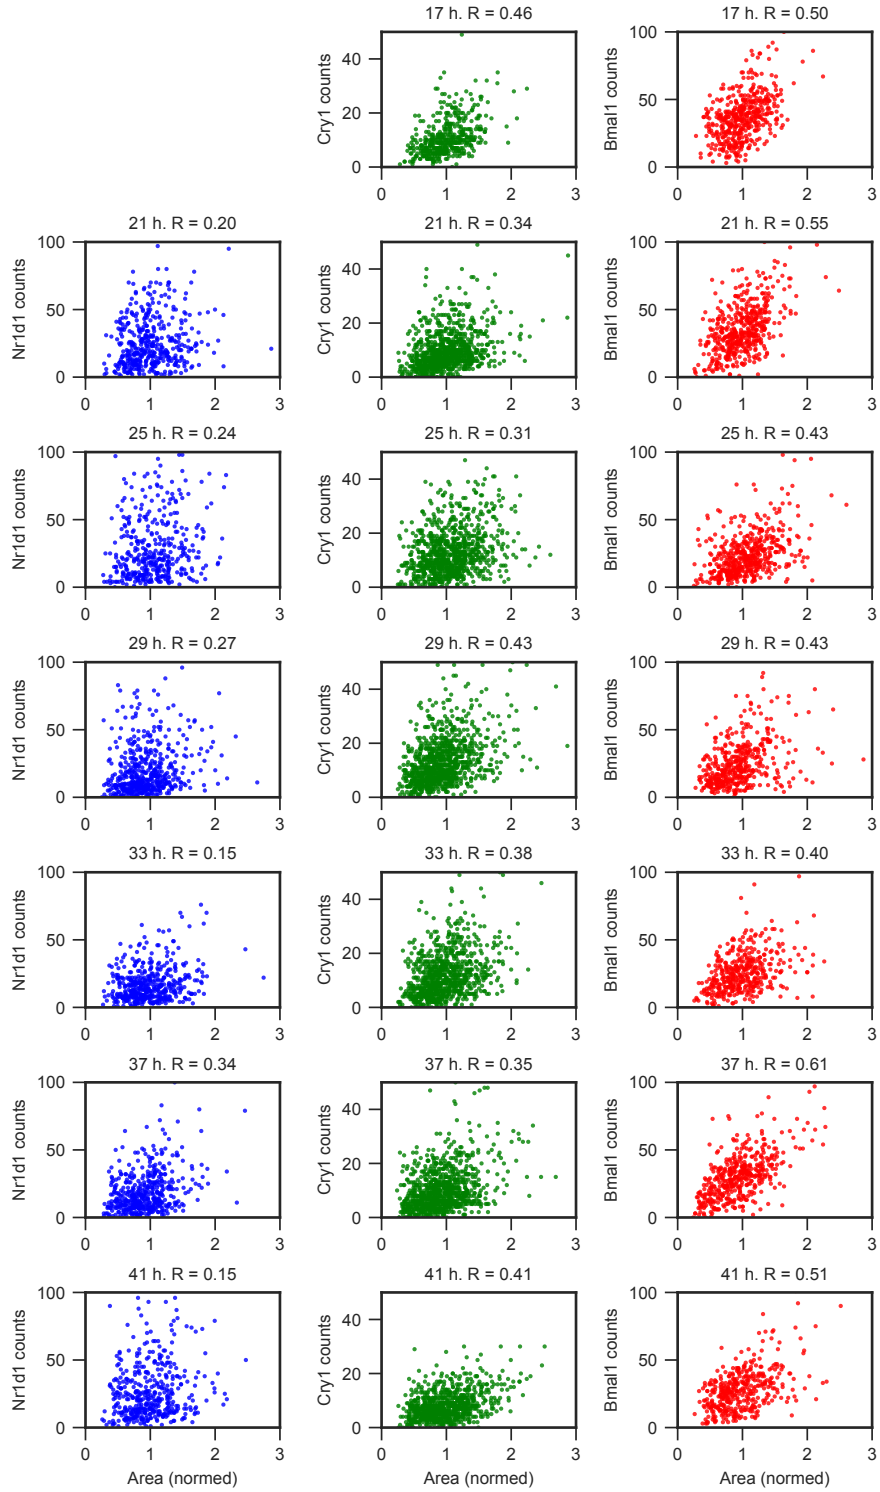 17 h. R = 0.46
17 h. R = 0.50
Cry1 counts
40
20
0
0 1 2 3
Bmal1 counts
100
50
0
0 1 2 3
21 h. R = 0.20
21 h. R = 0.34
21 h. R = 0.55
Nr1d1 counts
100
50
0
0 1 2 3
Cry1 counts
40
20
0
0 1 2 3
Bmal1 counts
100
50
0
0 1 2 3
25 h. R = 0.24
25 h. R = 0.31
25 h. R = 0.43
Nr1d1 counts
100
50
0
0 1 2 3
Cry1 counts
40
20
0
0 1 2 3
Bmal1 counts
100
50
0
0 1 2 3
29 h. R = 0.27
29 h. R = 0.43
29 h. R = 0.43
Nr1d1 counts
100
50
0
0 1 2 3
Cry1 counts
40
20
0
0 1 2 3
Bmal1 counts
100
50
0
0 1 2 3
33 h. R = 0.15
33 h. R = 0.38
33 h. R = 0.40
Nr1d1 counts
100
50
0
0 1 2 3
Cry1 counts
40
20
0
0 1 2 3
Bmal1 counts
100
50
0
0 1 2 3
37 h. R = 0.34
37 h. R = 0.35
37 h. R = 0.61
Nr1d1 counts
100
50
0
0 1 2 3
Cry1 counts
40
20
0
0 1 2 3
Bmal1 counts
100
50
0
0 1 2 3
41 h. R = 0.15
41 h. R = 0.41
41 h. R = 0.51
Nr1d1 counts
100
50
0
0 1 2 3
Area (normed)
Cry1 counts
40
20
0
0 1 2 3
Area (normed)
Bmal1 counts
100
50
0
0 1 2 3
Area (normed)